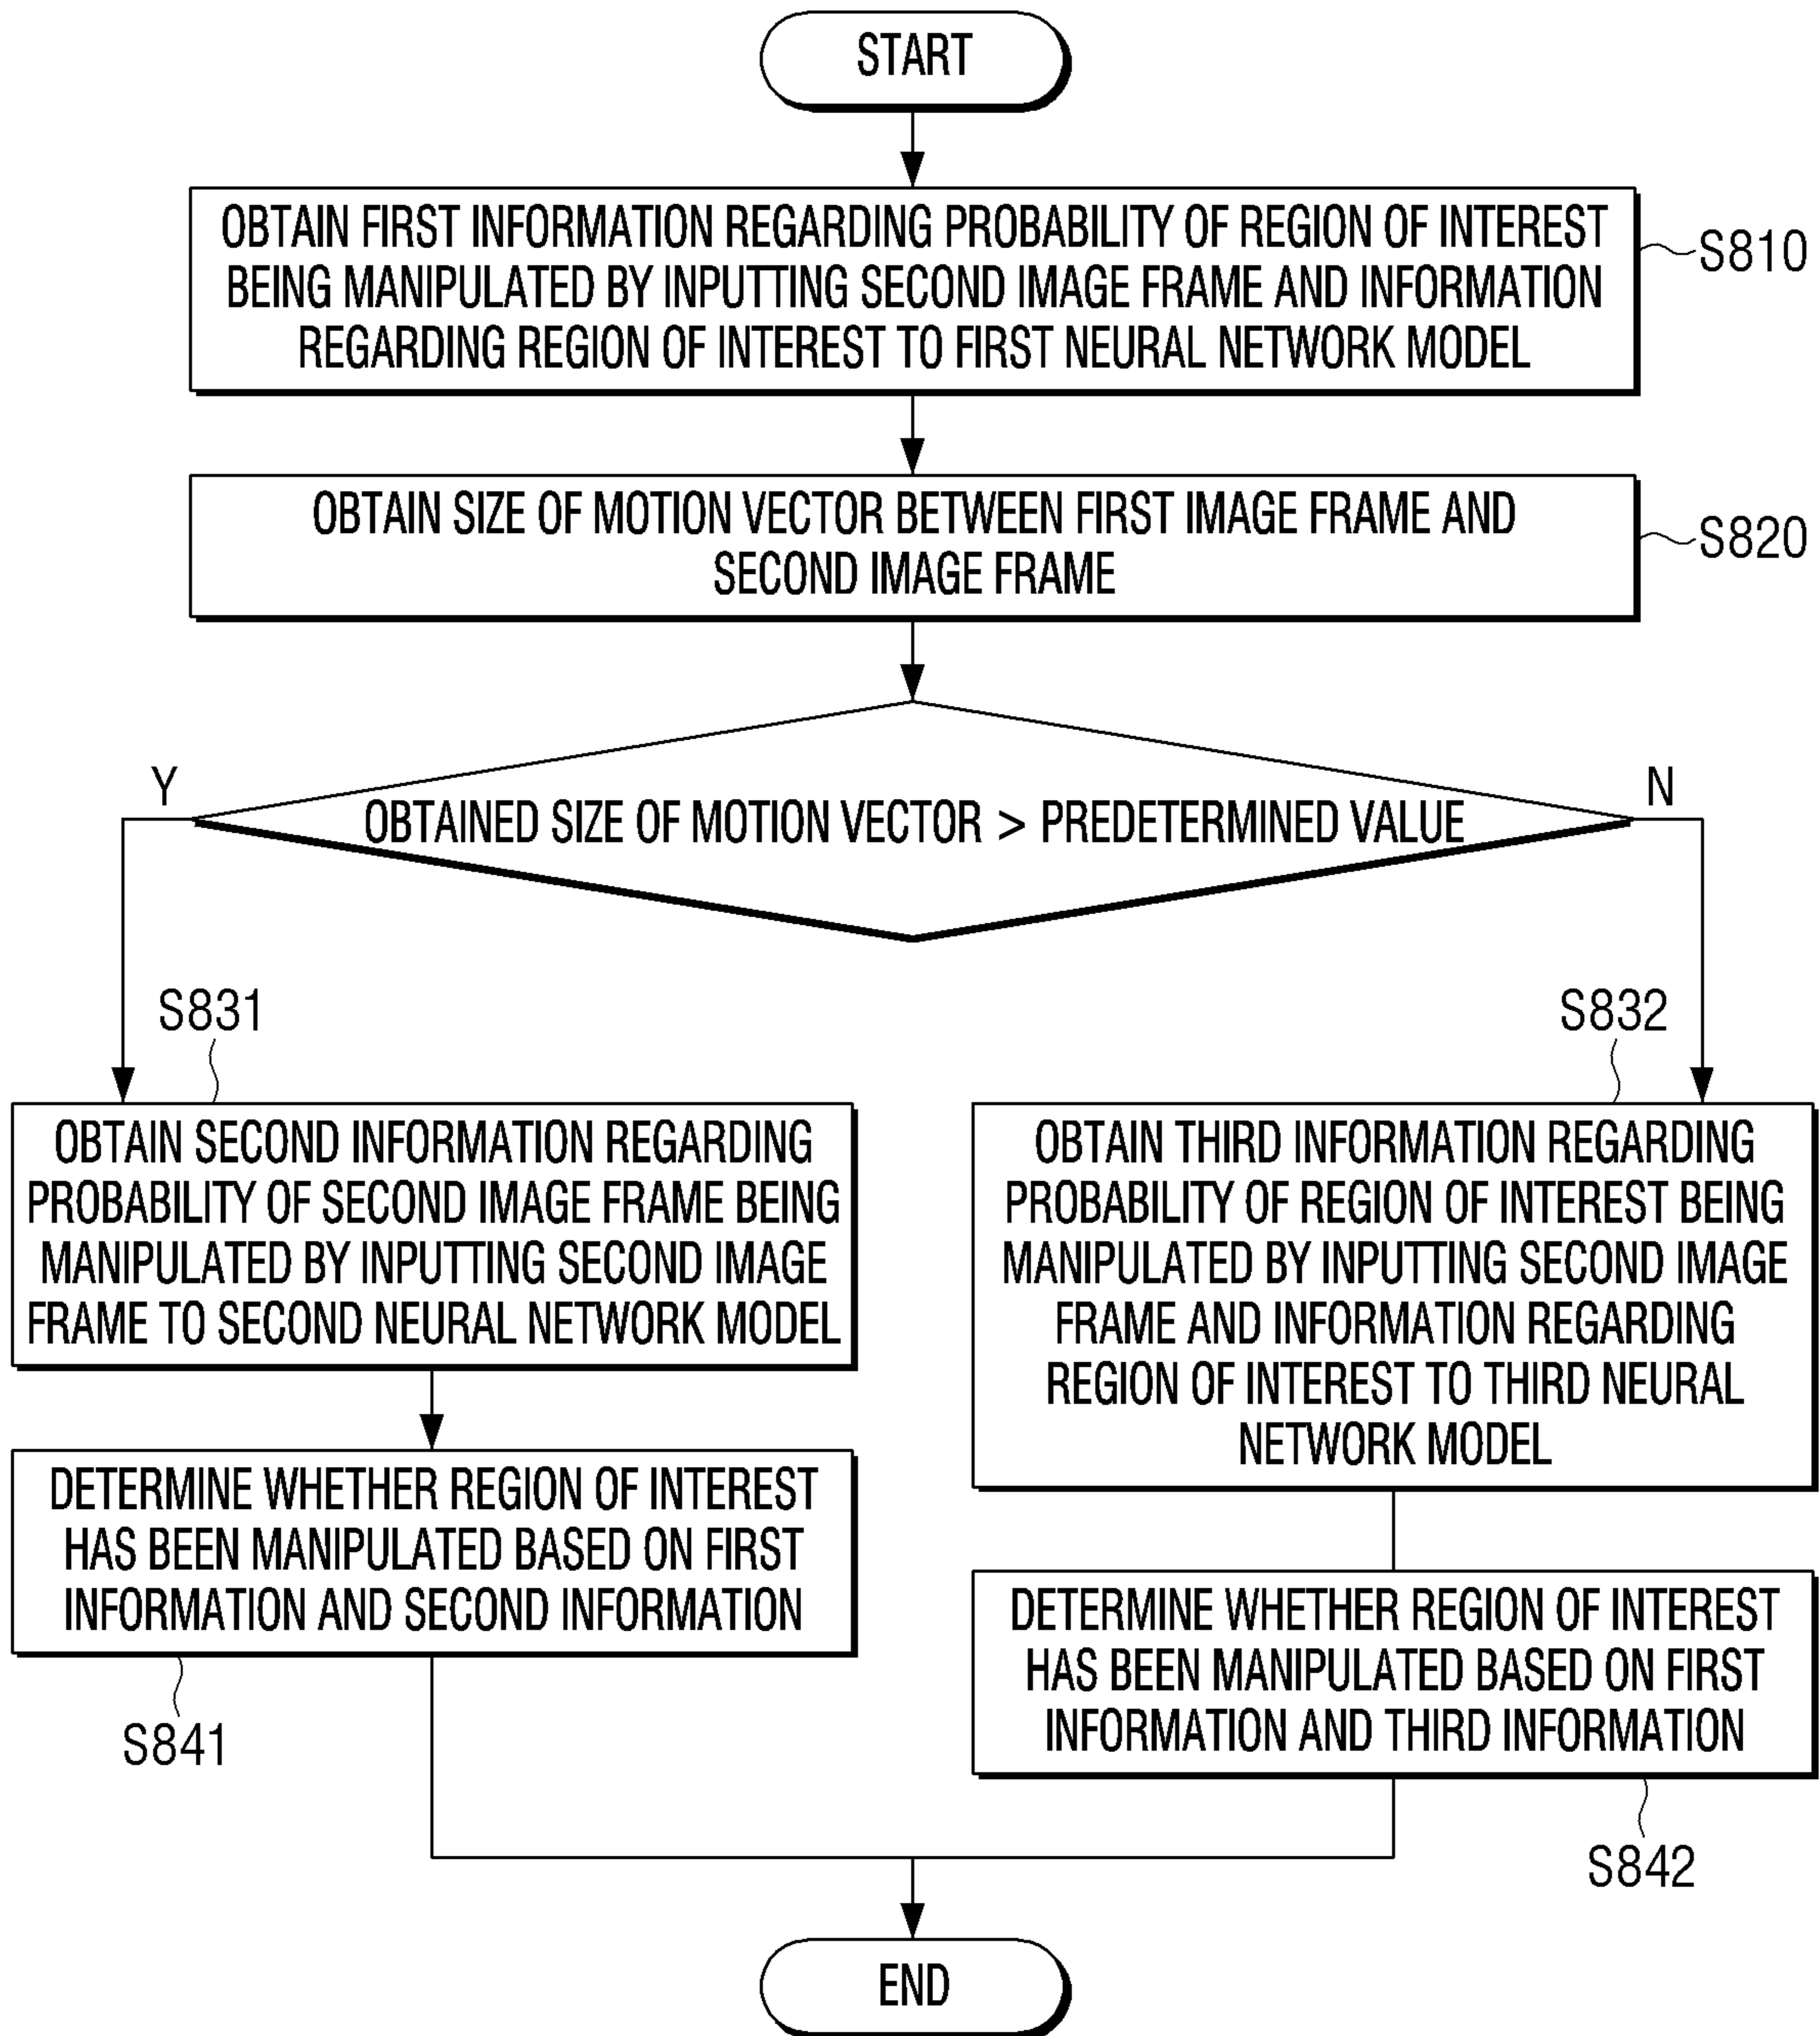 START
OBTAIN FIRST INFORMATION REGARDING PROBABILITY OF REGION OF INTEREST
BEING MANIPULATED BY INPUTTING SECOND IMAGE FRAME AND INFORMATION
REGARDING REGION OF INTEREST TO FIRST NEURAL NETWORK MODEL
S810
OBTAIN SIZE OF MOTION VECTOR BETWEEN FIRST IMAGE FRAME AND
SECOND IMAGE FRAME
S820
Y
OBTAINED SIZE OF MOTION VECTOR > PREDETERMINED VALUE
N
S831
OBTAIN SECOND INFORMATION REGARDING
PROBABILITY OF SECOND IMAGE FRAME BEING
MANIPULATED BY INPUTTING SECOND IMAGE
FRAME TO SECOND NEURAL NETWORK MODEL
DETERMINE WHETHER REGION OF INTEREST
HAS BEEN MANIPULATED BASED ON FIRST
INFORMATION AND SECOND INFORMATION
S841
S832
OBTAIN THIRD INFORMATION REGARDING
PROBABILITY OF REGION OF INTEREST BEING
MANIPULATED BY INPUTTING SECOND IMAGE
FRAME AND INFORMATION REGARDING
REGION OF INTEREST TO THIRD NEURAL
NETWORK MODEL
DETERMINE WHETHER REGION OF INTEREST
HAS BEEN MANIPULATED BASED ON FIRST
INFORMATION AND THIRD INFORMATION
S842
END